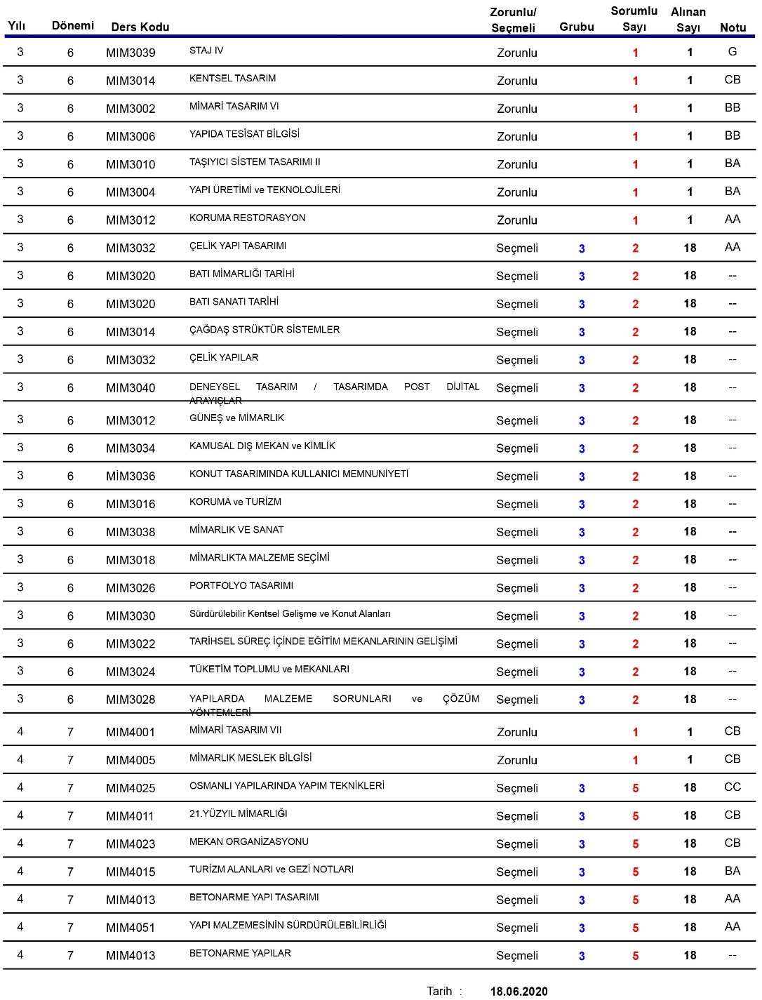 Zorunlu/ Sorumlu Alınan
Yılı Dönemi Ders Kodu Seçmeli Grubu Sayı Sayı Notu
3 6 MIM3039 STAJ IV Zorunlu 1 1 G
3 6 MIM3014 KENTSEL TASARIM Zorunlu 1 1 CB
3 6 MIM3002 MİMARİ TASARIM VI Zorunlu 1 1 BB
3 6 MIM3006 YAPIDA TESİSAT BİLGİSİ Zorunlu 1 1 BB
3 6 MIM3010 TAŞIYICI SİSTEM TASARIMI II Zorunlu 1 1 BA
3 6 MIM3004 YAPI ÜRETİMİ ve TEKNOLOJİLERİ Zorunlu 1 1 BA
3 6 MIM3012 KORUMA RESTORASYON Zorunlu 1 1 AA
3 6 MIM3032 ÇELİK YAPI TASARIMI Seçmeli 3 2 18 AA
3 6 MIM3020 BATI MİMARLIĞI TARİHİ Seçmeli 3 2 18 --
3 6 MIM3020 BATI SANATI TARİHİ Seçmeli 3 2 18 --
3 6 MIM3014 ÇAĞDAŞ STRÜKTÜR SİSTEMLER Seçmeli 3 2 18 --
3 6 MIM3032 ÇELİK YAPILAR Seçmeli 3 2 18 --
3 6 MIM3040 DENEYSEL TASARIM / TASARIMDA POST DİJİTAL Seçmeli 3 2 18 --
ARAYIŞLAR
3 6 MIM3012 GÜNEŞ ve MİMARLIK Seçmeli 3 2 18 --
3 6 MIM3034 KAMUSAL DIŞ MEKAN ve KİMLİK Seçmeli 3 2 18 --
3 6 MİM3036 KONUT TASARIMINDA KULLANICI MEMNUNİYETİ Seçmeli 3 2 18 --
3 6 MIM3016 KORUMA ve TURİZM Seçmeli 3 2 18 --
3 6 MIM3038 MİMARLIK VE SANAT Seçmeli 3 2 18 --
3 6 MIM3018 MİMARLIKTA MALZEME SEÇİMİ Seçmeli 3 2 18 --
3 6 MIM3026 PORTFOLYO TASARIMI Seçmeli 3 2 18 --
3 6 MIM3030 Sürdürülebilir Kentsel Gelişme ve Konut Alanları Seçmeli 3 2 18 --
3 6 MIM3022 TARİHSEL SÜREÇ İÇİNDE EĞİTİM MEKANLARININ GELİŞİMİ Seçmeli 3 2 18 --
3 6 MIM3024 TÜKETİM TOPLUMU ve MEKANLARI Seçmeli 3 2 18 --
3 6 MIM3028 YAPILARDA MALZEME SORUNLARI ve ÇÖZÜM Seçmeli 3 2 18 --
YÖNTEMLERİ
4 7 MIM4001 MİMARİ TASARIM VII Zorunlu 1 1 CB
4 7 MIM4005 MİMARLIK MESLEK BİLGİSİ Zorunlu 1 1 CB
4 7 MIM4025 OSMANLI YAPILARINDA YAPIM TEKNİKLERİ Seçmeli 3 5 18 CC
4 7 MIM4011 21.YÜZYIL MİMARLIĞI Seçmeli 3 5 18 CB
4 7 MIM4023 MEKAN ORGANİZASYONU Seçmeli 3 5 18 CB
4 7 MIM4015 TURİZM ALANLARI ve GEZİ NOTLARI Seçmeli 3 5 18 BA
4 7 MIM4013 BETONARME YAPI TASARIMI Seçmeli 3 5 18 AA
4 7 MIM4051 YAPI MALZEMESİNİN SÜRDÜRÜLEBİLİRLİĞİ Seçmeli 3 5 18 AA
4 7 MIM4013 BETONARME YAPILAR Seçmeli 3 5 18 --
Tarih : 18.06.2020